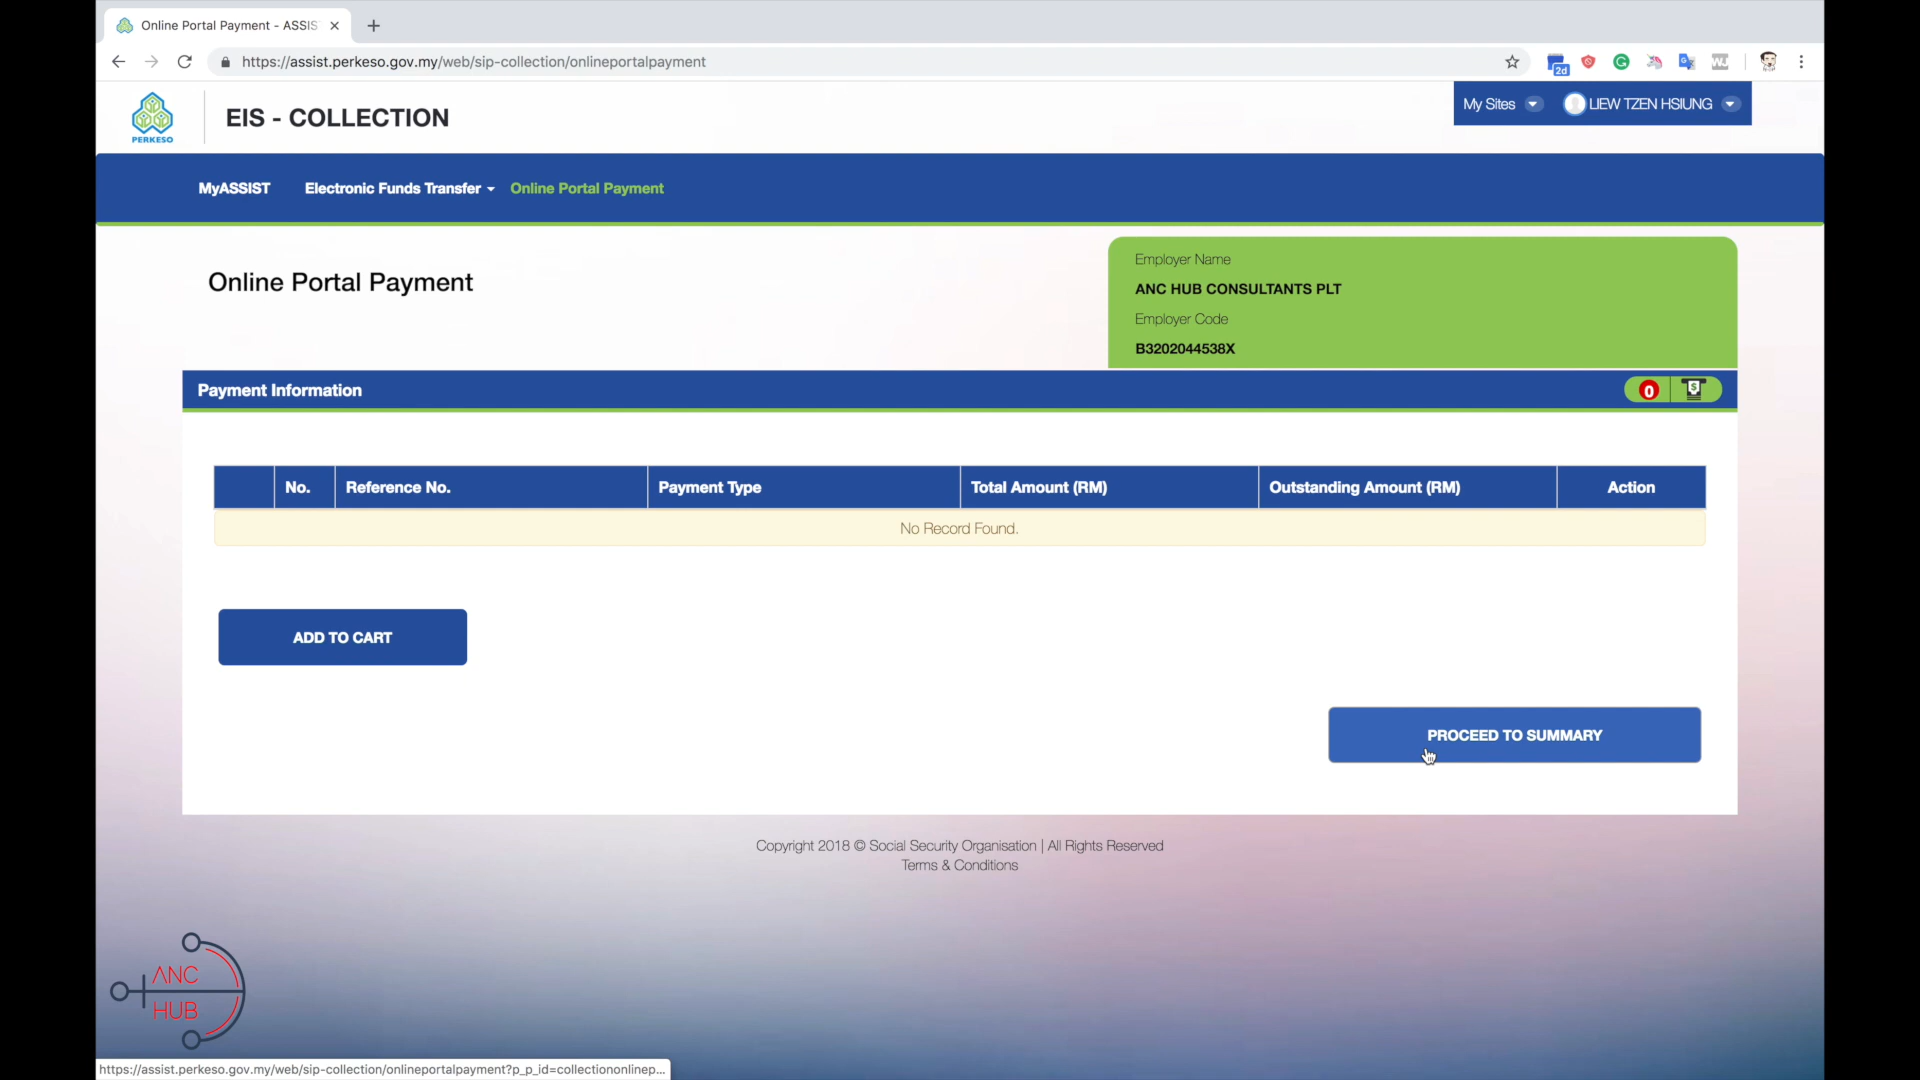 Online Portal Payment - ASSIS
https://assist.perkeso.gov.my/web/sip-collection/onlineportalpayment
2d
PERKESO
EIS - COLLECTION
My Sites
LIEW TZEN HSIUNG
MyASSIST
Electronic Funds Transfer
Online Portal Payment
Online Portal Payment
Employer Name
ANC HUB CONSULTANTS PLT
Employer Code
B3202044538X
Payment Information
0
No.
Reference No.
Payment Type
Total Amount (RM)
Outstanding Amount (RM)
Action
No Record Found.
ADD TO CART
PROCEED TO SUMMARY
Copyright 2018 © Social Security Organisation | All Rights Reserved
Terms & Conditions
ANC
HUB
https://assist.perkeso.gov.my/web/sip-collection/onlineportalpayment?p_p_id=collectiononlinep...